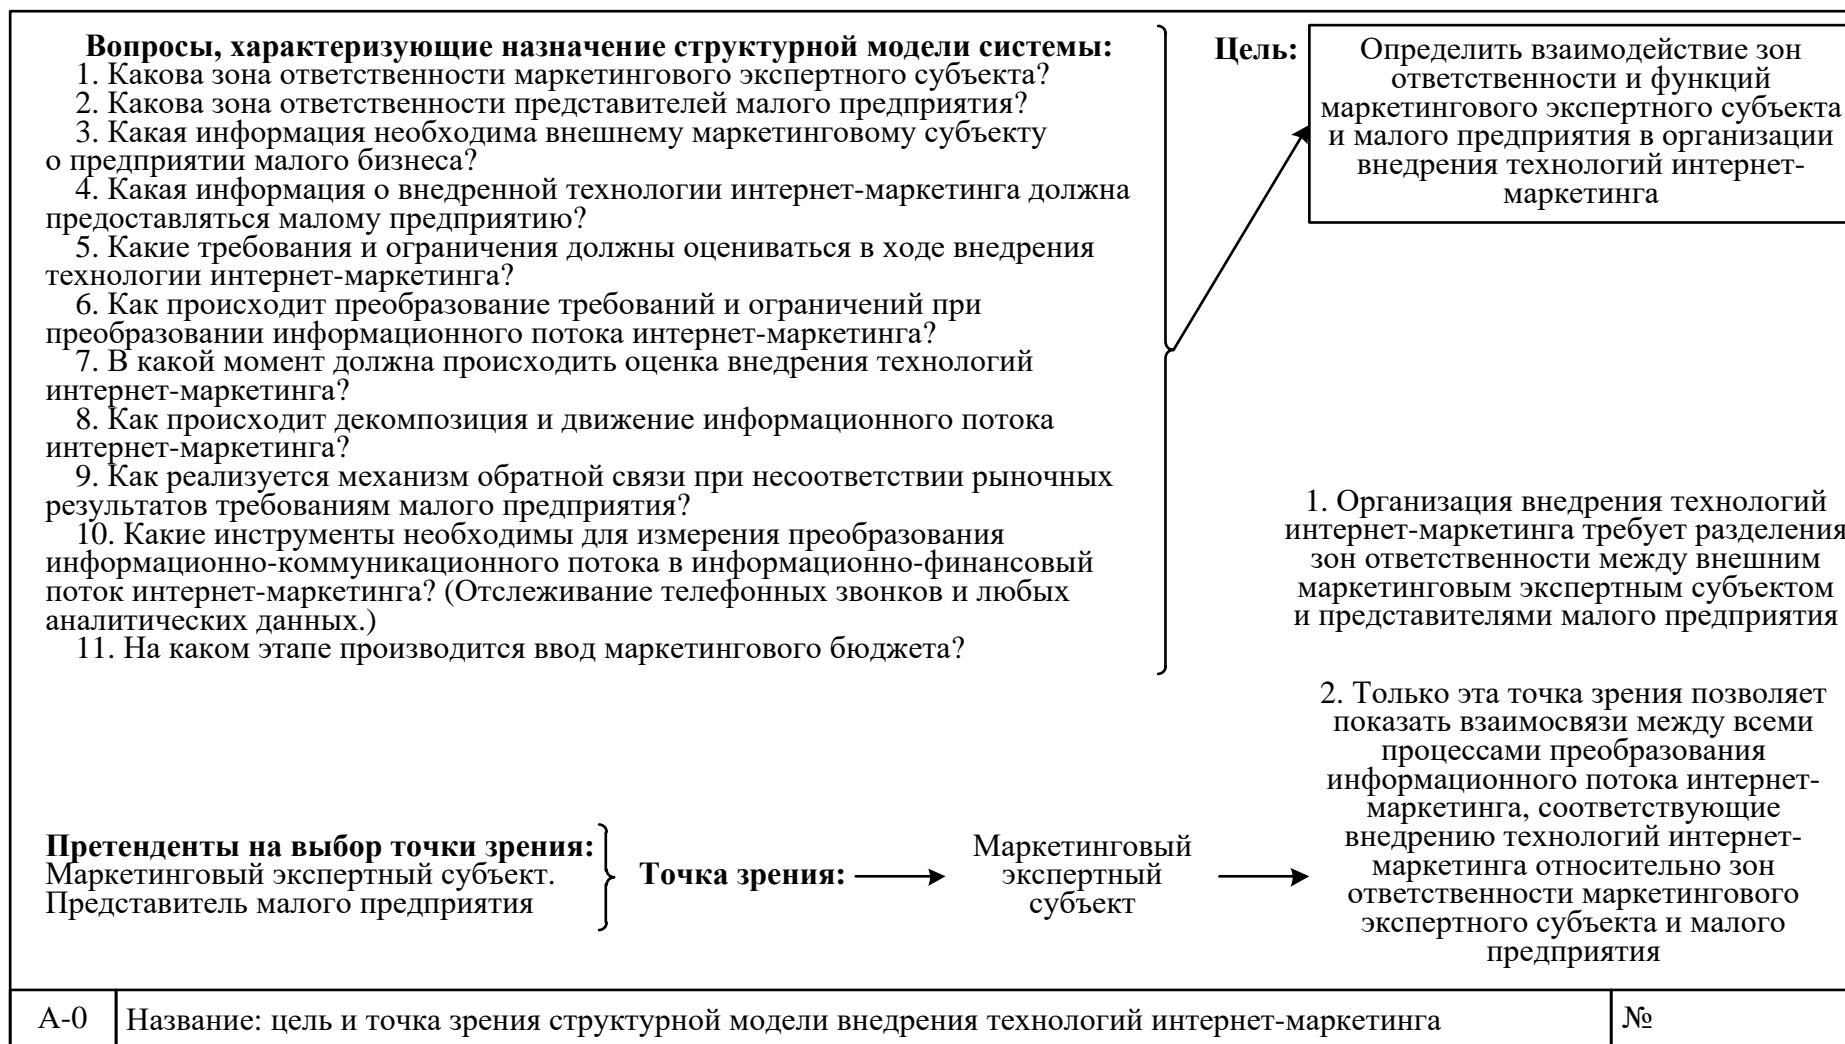 Вопросы, характеризующие назначение структурной модели системы:
1. Какова зона ответственности маркетингового экспертного субъекта?
2. Какова зона ответственности представителей малого предприятия?
3. Какая информация необходима внешнему маркетинговому субъекту
о предприятии малого бизнеса?
4. Какая информация о внедренной технологии интернет-маркетинга должна
предоставляться малому предприятию?
5. Какие требования и ограничения должны оцениваться в ходе внедрения
технологии интернет-маркетинга?
6. Как происходит преобразование требований и ограничений при
преобразовании информационного потока интернет-маркетинга?
7. В какой момент должна происходить оценка внедрения технологий
интернет-маркетинга?
8. Как происходит декомпозиция и движение информационного потока
интернет-маркетинга?
9. Как реализуется механизм обратной связи при несоответствии рыночных
результатов требованиям малого предприятия?
10. Какие инструменты необходимы для измерения преобразования
информационно-коммуникационного потока в информационно-финансовый
поток интернет-маркетинга? (Отслеживание телефонных звонков и любых
аналитических данных.)
11. На каком этапе производится ввод маркетингового бюджета?
Цель:
Определить взаимодействие зон
ответственности и функций
маркетингового экспертного субъекта
и малого предприятия в организации
внедрения технологий интернет-
маркетинга
1. Организация внедрения технологий
интернет-маркетинга требует разделения
зон ответственности между внешним
маркетинговым экспертным субъектом
и представителями малого предприятия
2. Только эта точка зрения позволяет
показать взаимосвязи между всеми
процессами преобразования
информационного потока интернет-
маркетинга, соответствующие
внедрению технологий интернет-
маркетинга относительно зон
ответственности маркетингового
экспертного субъекта и малого
предприятия
Претенденты на выбор точки зрения:
Маркетинговый экспертный субъект.
Представитель малого предприятия
Точка зрения:
Маркетинговый
экспертный
субъект
А-0
Название: цель и точка зрения структурной модели внедрения технологий интернет-маркетинга
№